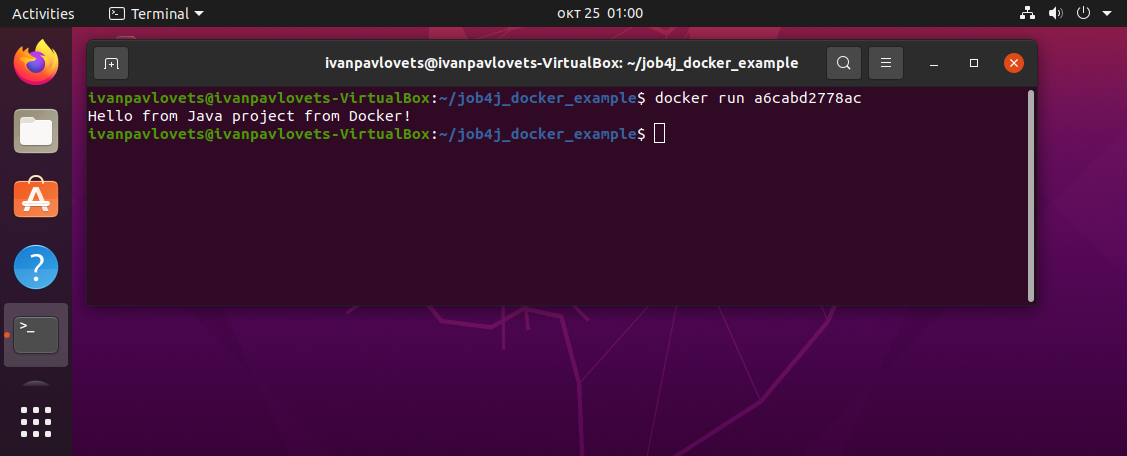 Activities
Terminal
окт 25 01:00
ivanpavlovets@ivanpavlovets-VirtualBox: ~/job4j_docker_example
ivanpavlovets@ivanpavlovets-VirtualBox:~/job4j_docker_example$ docker run a6cabd2778ac
Hello from Java project from Docker!
ivanpavlovets@ivanpavlovets-VirtualBox:~/job4j_docker_example$